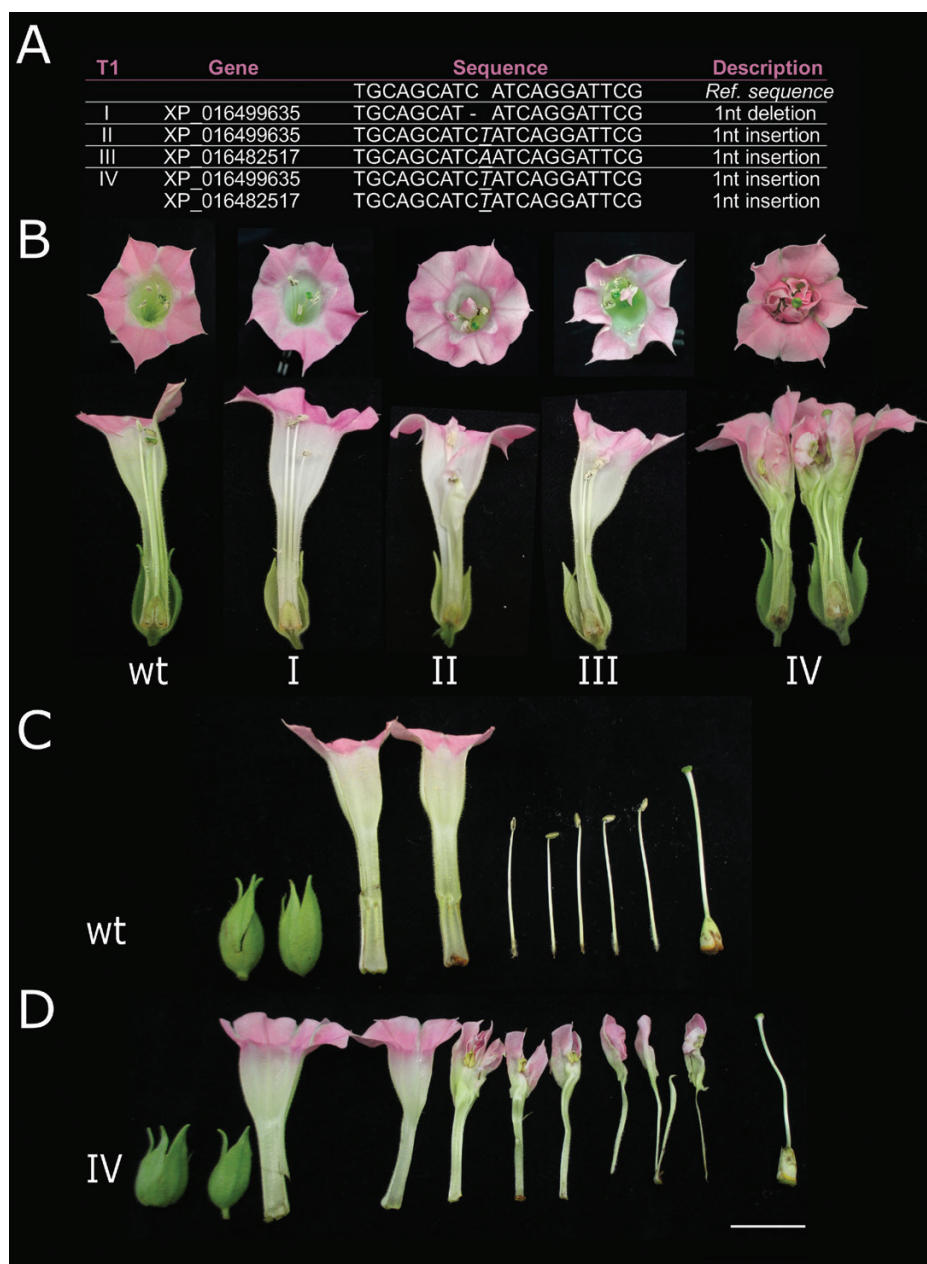 A
T1 Gene Sequence Description
TGCAGCATC ATCAGGATTCG Ref. sequence
I XP_016499635 TGCAGCAT - ATCAGGATTCG 1nt deletion
II XP_016499635 TGCAGCATCTATCAGGATTCG 1nt insertion
III XP_016482517 TGCAGCATCAATCAGGATTCG 1nt insertion
IV XP_016499635 TGCAGCATCTATCAGGATTCG 1nt insertion
XP_016482517 TGCAGCATCTATCAGGATTCG 1nt insertion
B
wt I II III IV
C
wt
D
IV